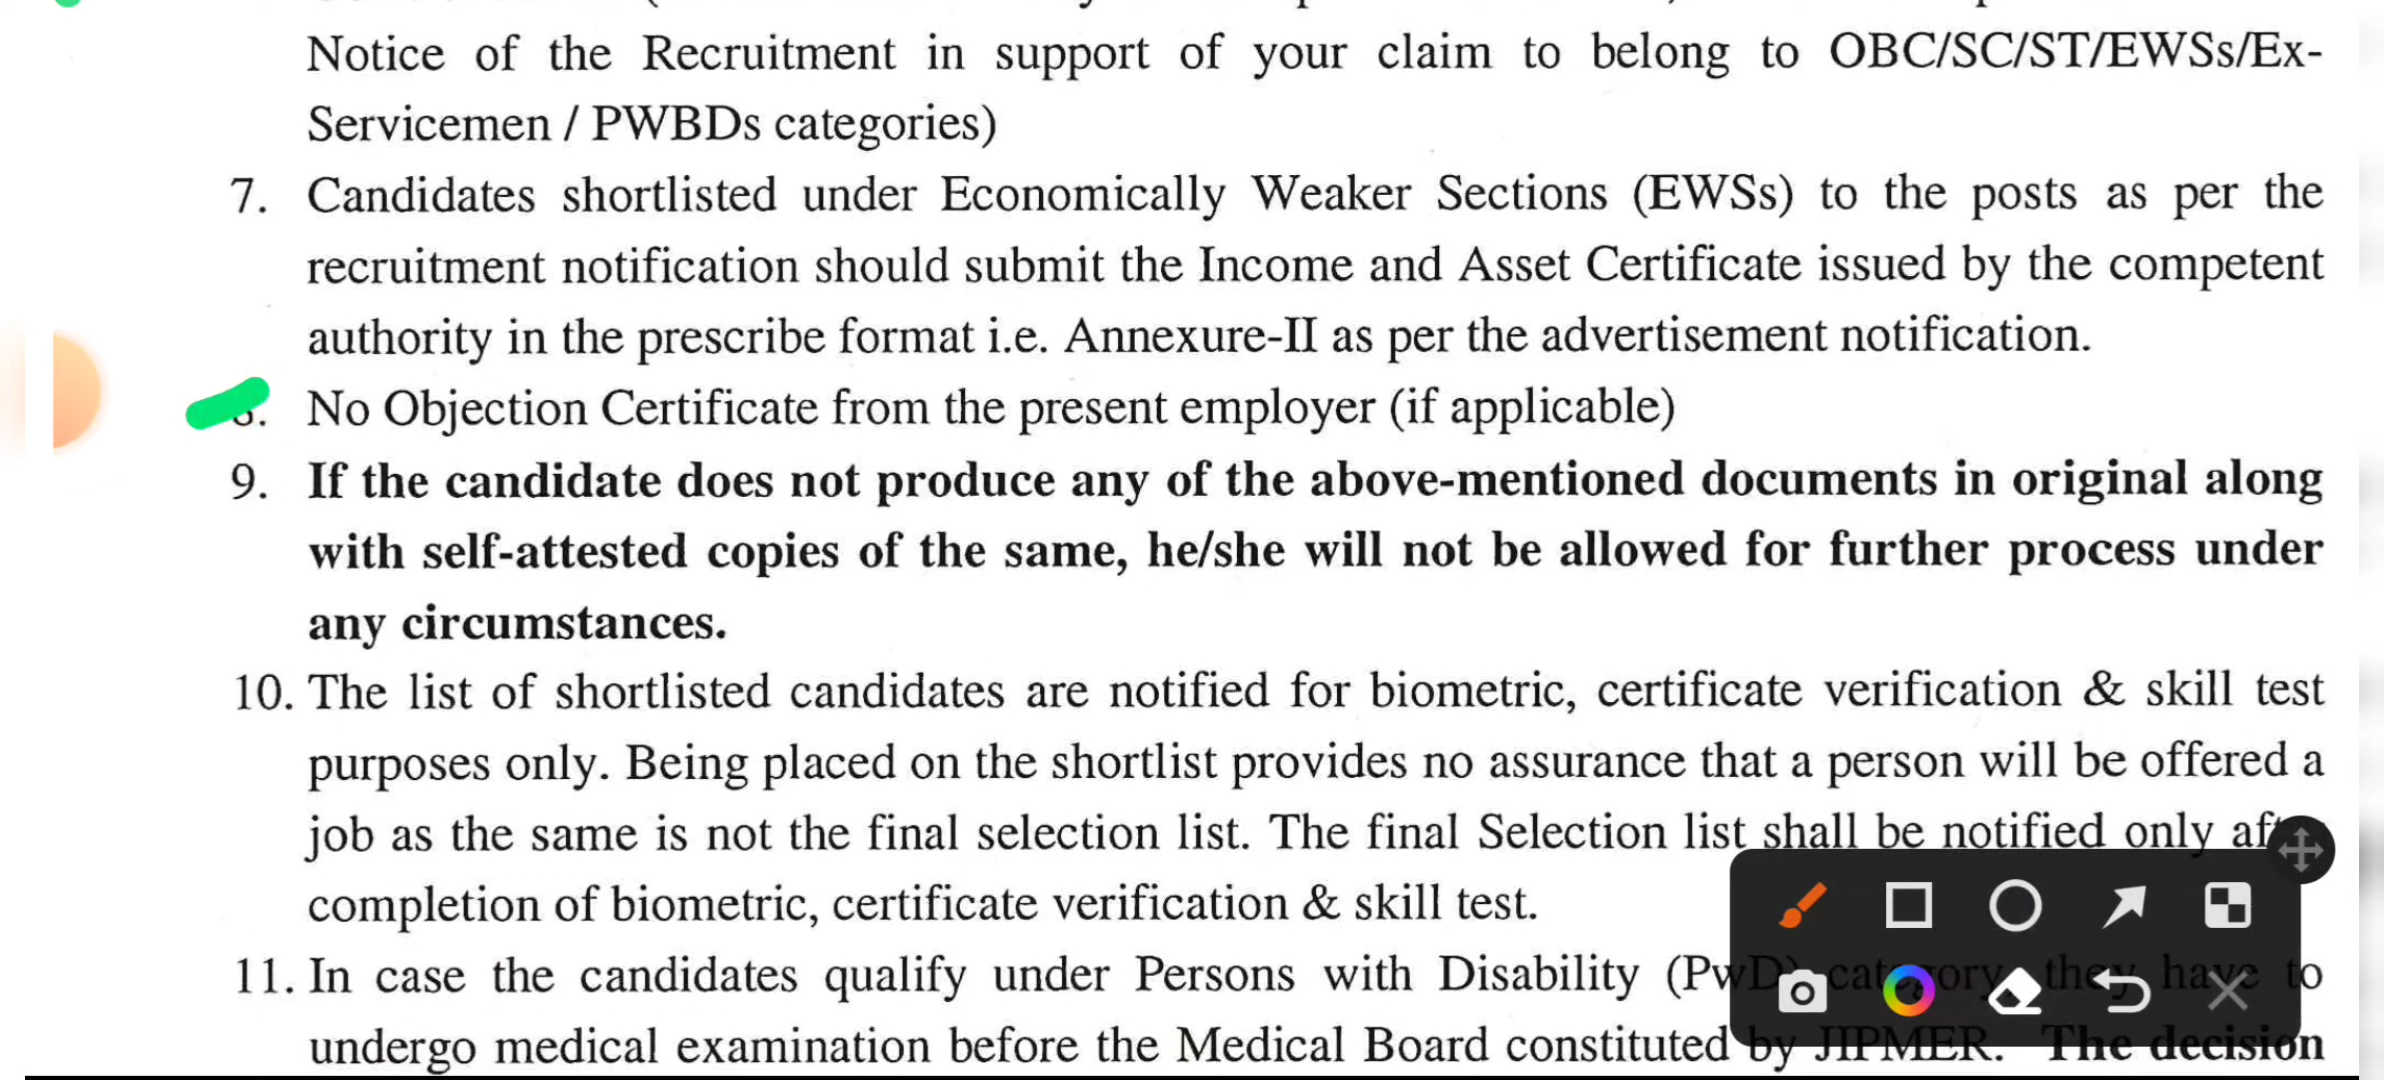 Notice of the Recruitment in support of your claim to belong to OBC/SC/ST/EWSs/Ex-
Servicemen / PWBDs categories)
7. Candidates shortlisted under Economically Weaker Sections (EWSs) to the posts as per the
recruitment notification should submit the Income and Asset Certificate issued by the competent
authority in the prescribe format i.e. Annexure-II as per the advertisement notification.
No Objection Certificate from the present employer (if applicable)
9. If the candidate does not produce any of the above-mentioned documents in original along
with self-attested copies of the same, he/she will not be allowed for further process under
any circumstances.
10. The list of shortlisted candidates are notified for biometric, certificate verification & skill test
purposes only. Being placed on the shortlist provides no assurance that a person will be offered a
job as the same is not the final selection list. The final Selection list shall be notified only
completion of biometric, certificate verification & skill test.
11. In case the candidates qualify under Persons with Disability (PwD) category, they have to
undergo medical examination before the Medical Board constituted by JIPMER. The decision